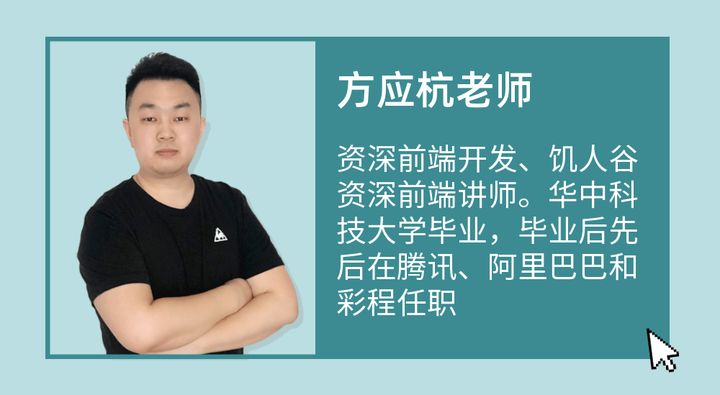 方应杭老师
资深前端开发、饥人谷
资深前端讲师。华中科
技大学毕业，毕业后先
后在腾讯、阿里巴巴和
彩程任职